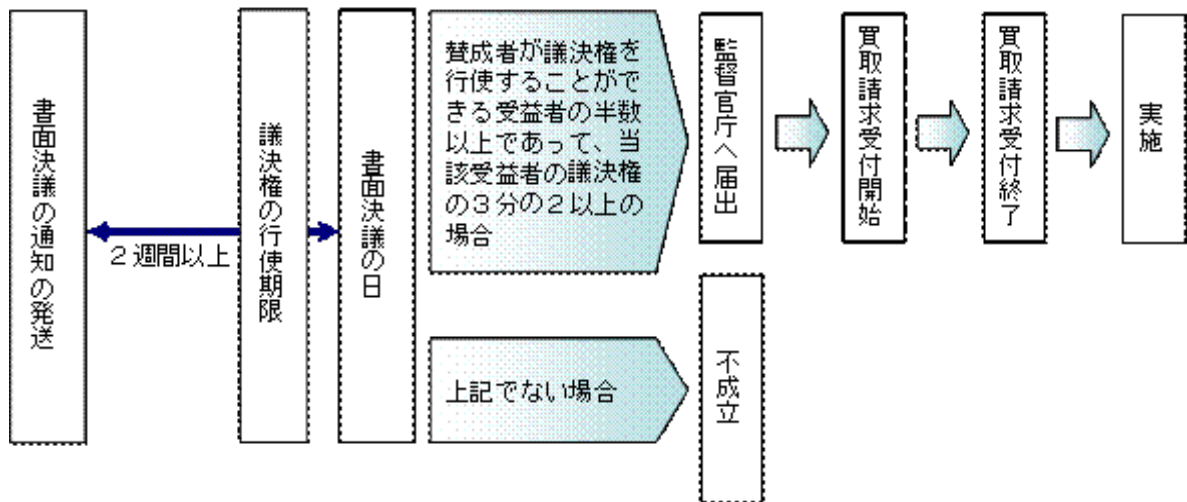 書面決議の通知の発送
2週間以上
議決権の行使期限
書面決議の日
賛成者が議決権を
行使することがで
きる受益者の半数
以上であって、当
該受益者の議決権
の3分の2以上の
場合
監督官庁へ届出
買取請求受付開始
買取請求受付終了
実施
上記でない場合
不成立